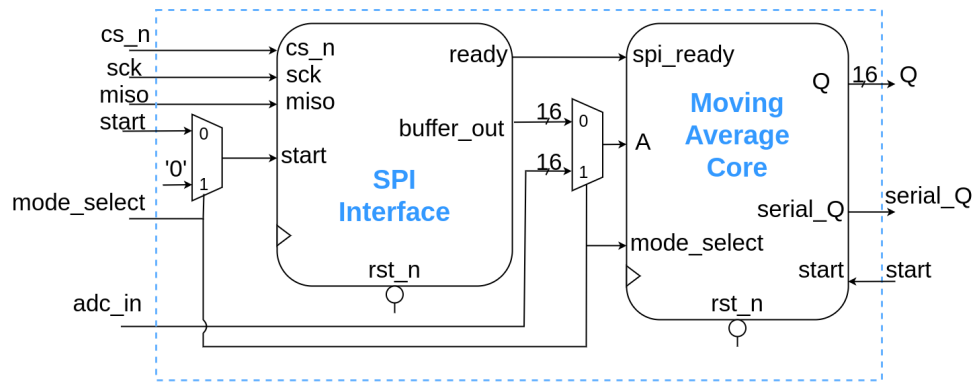 cs_n
sck
miso
start
'0'
mode_select
adc_in
0
1
cs_n
sck
miso
start
ready
buffer_out
SPI
Interface
rst_n
16
16
0
1
spi_ready
A
mode_select
Moving
Average
Core
Q
serial_Q
start
rst_n
16
Q
serial_Q
start